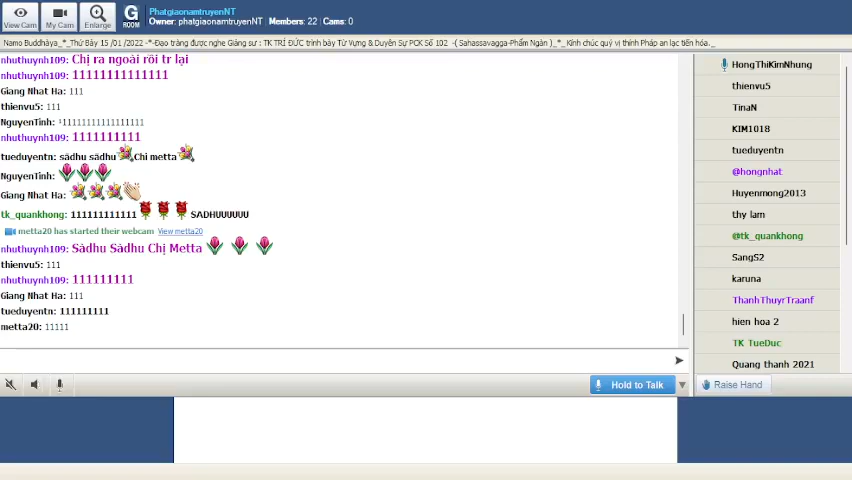 View Cam
My Cam
Enlarge
G
ROOM
PhatgiaonamtruyenNT
Owner: phatgiaonamtruyenNT | Members: 22 | Cams: 0
Namo Buddhàya_*_Thứ Bảy 15 /01 /2022 -*-Đạo tràng được nghe Giảng sư : TK TRÍ ĐỨC trình bày Từ Vựng & Duyên Sự PCK Số 102 -( Sahassavagga-Phẩm Ngàn )_*_ Kính chúc quý vị thính Pháp an lạc tiến hóa._
nhuthuynh109: Chị ra ngoài rồi tr lại
nhuthuynh109: 11111111111111
Giang Nhat Ha: 111
thienvu5: 111
NguyenTinh: ¹1111111111111111
nhuthuynh109: 1111111111
tueduyentn: sādhu sādhu Chi metta
NguyenTinh:
Giang Nhat Ha:
tk_quankhong: 111111111111 SADHUUUUUU
metta20 has started their webcam View metta20
nhuthuynh109: Sàdhu Sàdhu Chị Metta
thienvu5: 111
nhuthuynh109: 111111111
Giang Nhat Ha: 111
tueduyentn: 111111111
metta20: 11111
Hold to Talk
HongThiKimNhung
thienvu5
TinaN
KIM1018
tueduyentn
@hongnhat
Huyenmong2013
thy lam
@tk_quankhong
SangS2
karuna
ThanhThuyrTraanf
hien hoa 2
TK TueDuc
Quang thanh 2021
Raise Hand